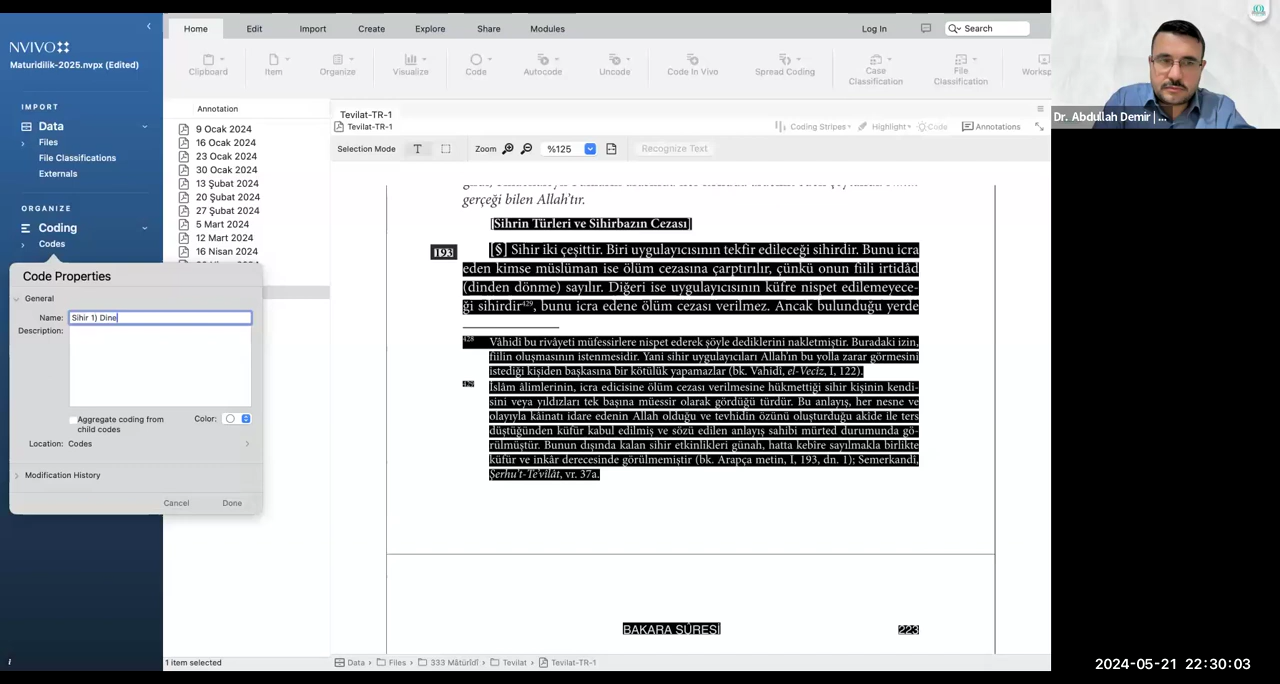 NVIVO
Maturidilik-2025.nvpx (Edited)
IMPORT
Data
Files
File Classifications
Externals
ORGANIZE
Coding
Codes
Home
Edit
Import
Create
Explore
Share
Modules
Log In
Search
Clipboard
Item
Organize
Visualize
Code
Autocode
Uncode
Code In Vivo
Spread Coding
Case
Classification
File
Classification
Annotation
9 Ocak 2024
16 Ocak 2024
23 Ocak 2024
30 Ocak 2024
13 Şubat 2024
20 Şubat 2024
27 Şubat 2024
5 Mart 2024
12 Mart 2024
16 Nisan 2024
Tevilat-TR-1
Tevilat-TR-1
Coding Stripes
Highlight
Code
Annotations
Selection Mode
Zoom
%125
Recognize Text
gerçeği bilen Allah'tır.
[Sihrin Türleri ve Sihirbazın Cezası]
193
[§] Sihir iki çeşittir. Biri uygulayıcısının tekfir edileceği sihirdir. Bunu icra
eden kimse müslüman ise ölüm cezasına çarptırılır, çünkü onun fiili irtidâd
(dinden dönme) sayılır. Diğeri ise uygulayıcısının küfre nispet edilemeyece-
ği sihirdir429, bunu icra edene ölüm cezası verilmez. Ancak bulunduğu yerde
428 Vâhidî bu rivâyeti müfessirlere nispet ederek şöyle dediklerini nakletmiştir. Buradaki izin,
fiilin oluşmasının istenmesidir. Yani sihir uygulayıcıları Allah'ın bu yolla zarar görmesini
istediği kişiden başkasına bir kötülük yapamazlar (bk. Vahidî, el-Vecîz, I, 122).
429 İslâm âlimlerinin, icra edicisine ölüm cezası verilmesine hükmettiği sihir kişinin kendi-
sini veya yıldızları tek başına müessir olarak gördüğü türdür. Bu anlayış, her nesne ve
olayıyla kâinatı idare edenin Allah olduğu ve tevhidin özünü oluşturduğu akide ile ters
düştüğünden küfür kabul edilmiş ve sözü edilen anlayış sahibi mürted durumunda gö-
rülmüştür. Bunun dışında kalan sihir etkinlikleri günah, hatta kebîre sayılmakla birlikte
küfür ve inkâr derecesinde görülmemiştir (bk. Arapça metin, I, 193, dn. 1); Semerkandî,
Şerhu't-Te'vîlât, vr. 37a.
BAKARA SÛRESİ
223
Code Properties
General
Name:
Sihir 1) Dine
Description:
Aggregate coding from
child codes
Color:
Location:
Codes
Modification History
Cancel
Done
1 item selected
Data
Files
333 Mâtürîdî
Tevilat
Tevilat-TR-1
Dr. Abdullah Demir | ...
2024-05-21 22:30:03